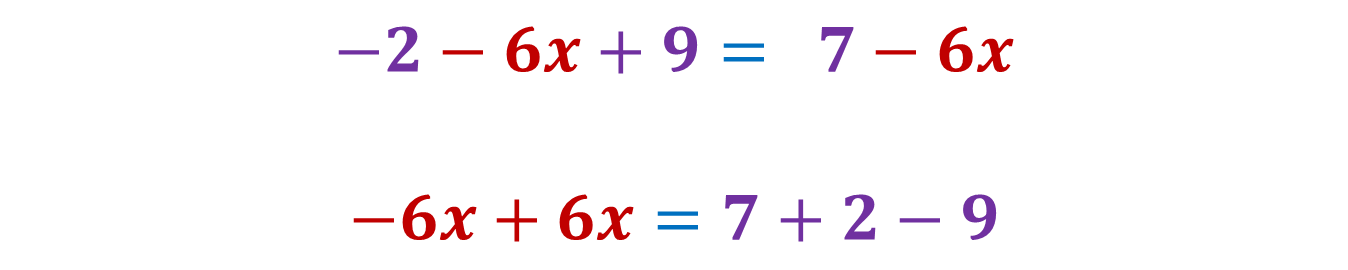 −2 − 6x + 9 = 7 − 6x
−6x + 6x = 7 + 2 − 9